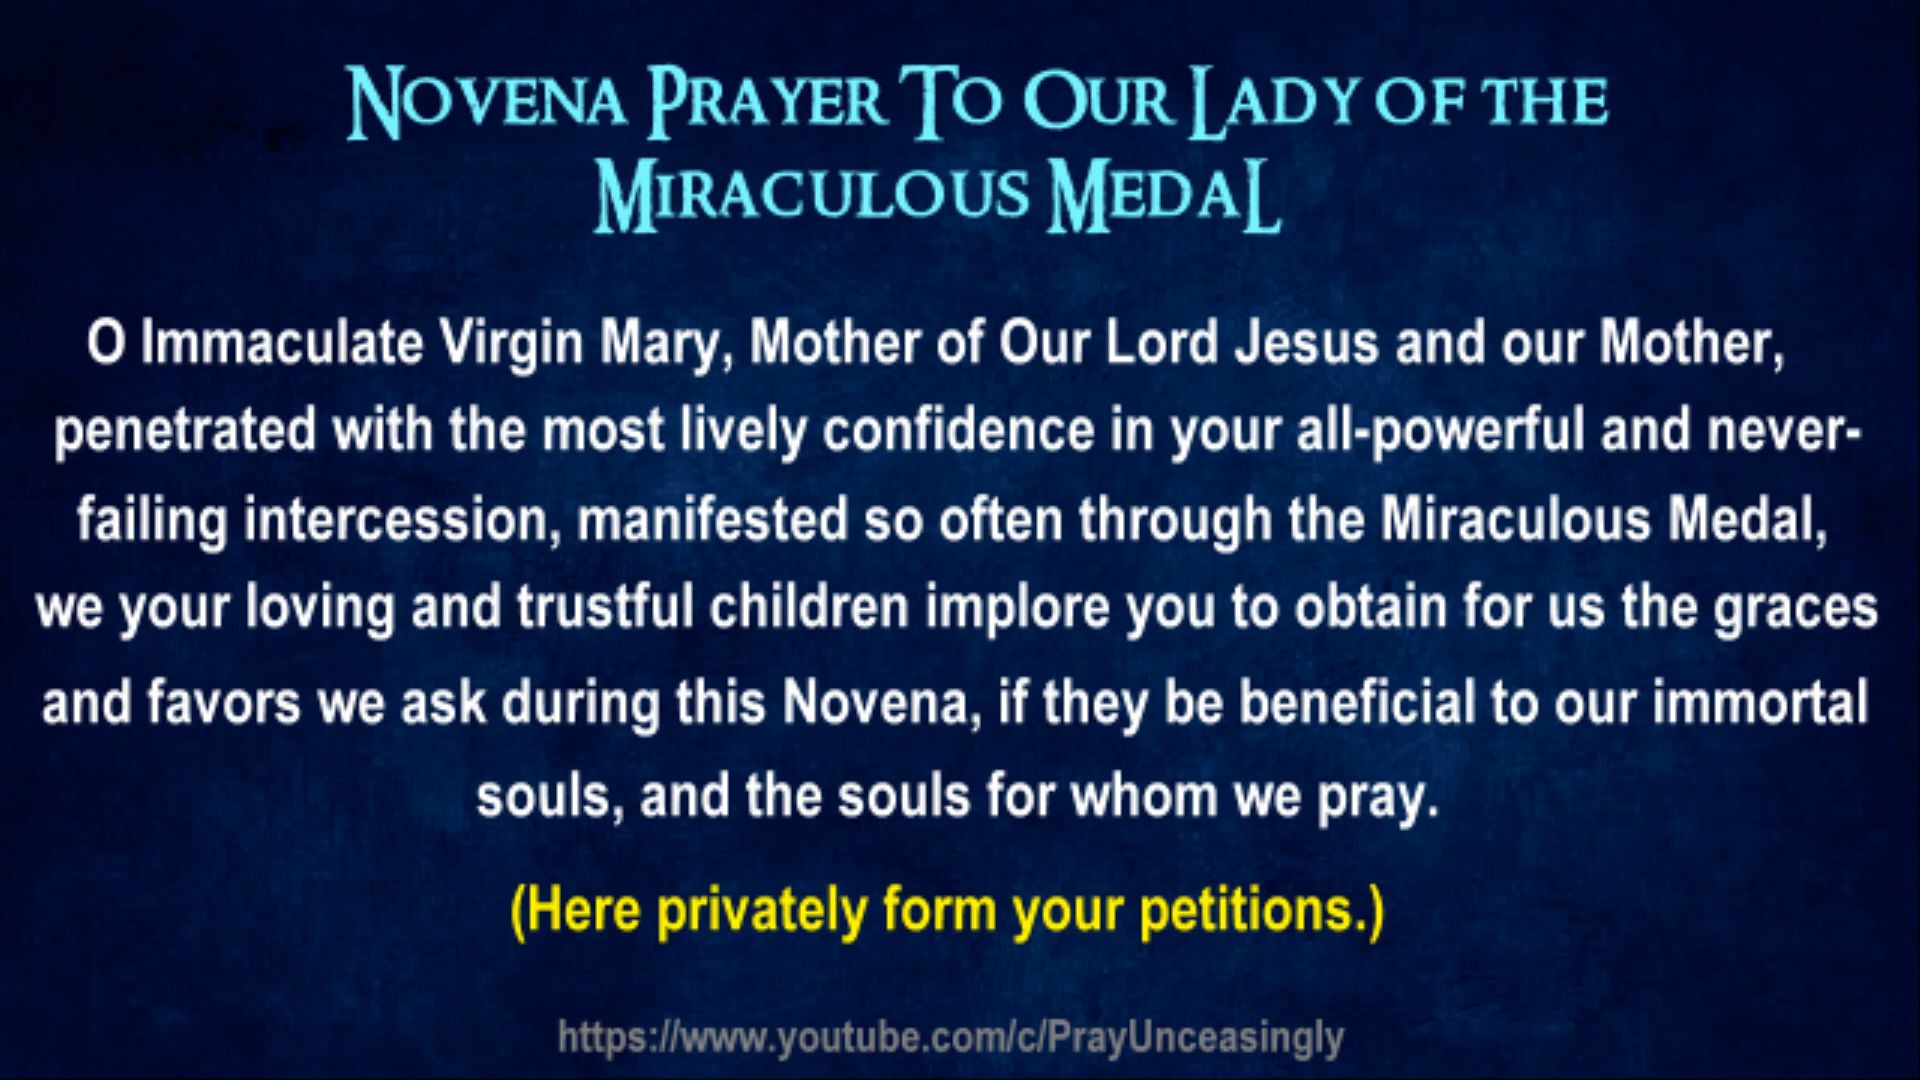 Novena Prayer To Our Lady of the
Miraculous Medal
O Immaculate Virgin Mary, Mother of Our Lord Jesus and our Mother,
penetrated with the most lively confidence in your all-powerful and never-
failing intercession, manifested so often through the Miraculous Medal,
we your loving and trustful children implore you to obtain for us the graces
and favors we ask during this Novena, if they be beneficial to our immortal
souls, and the souls for whom we pray.
(Here privately form your petitions.)
https://www.youtube.com/c/PrayUnceasingly